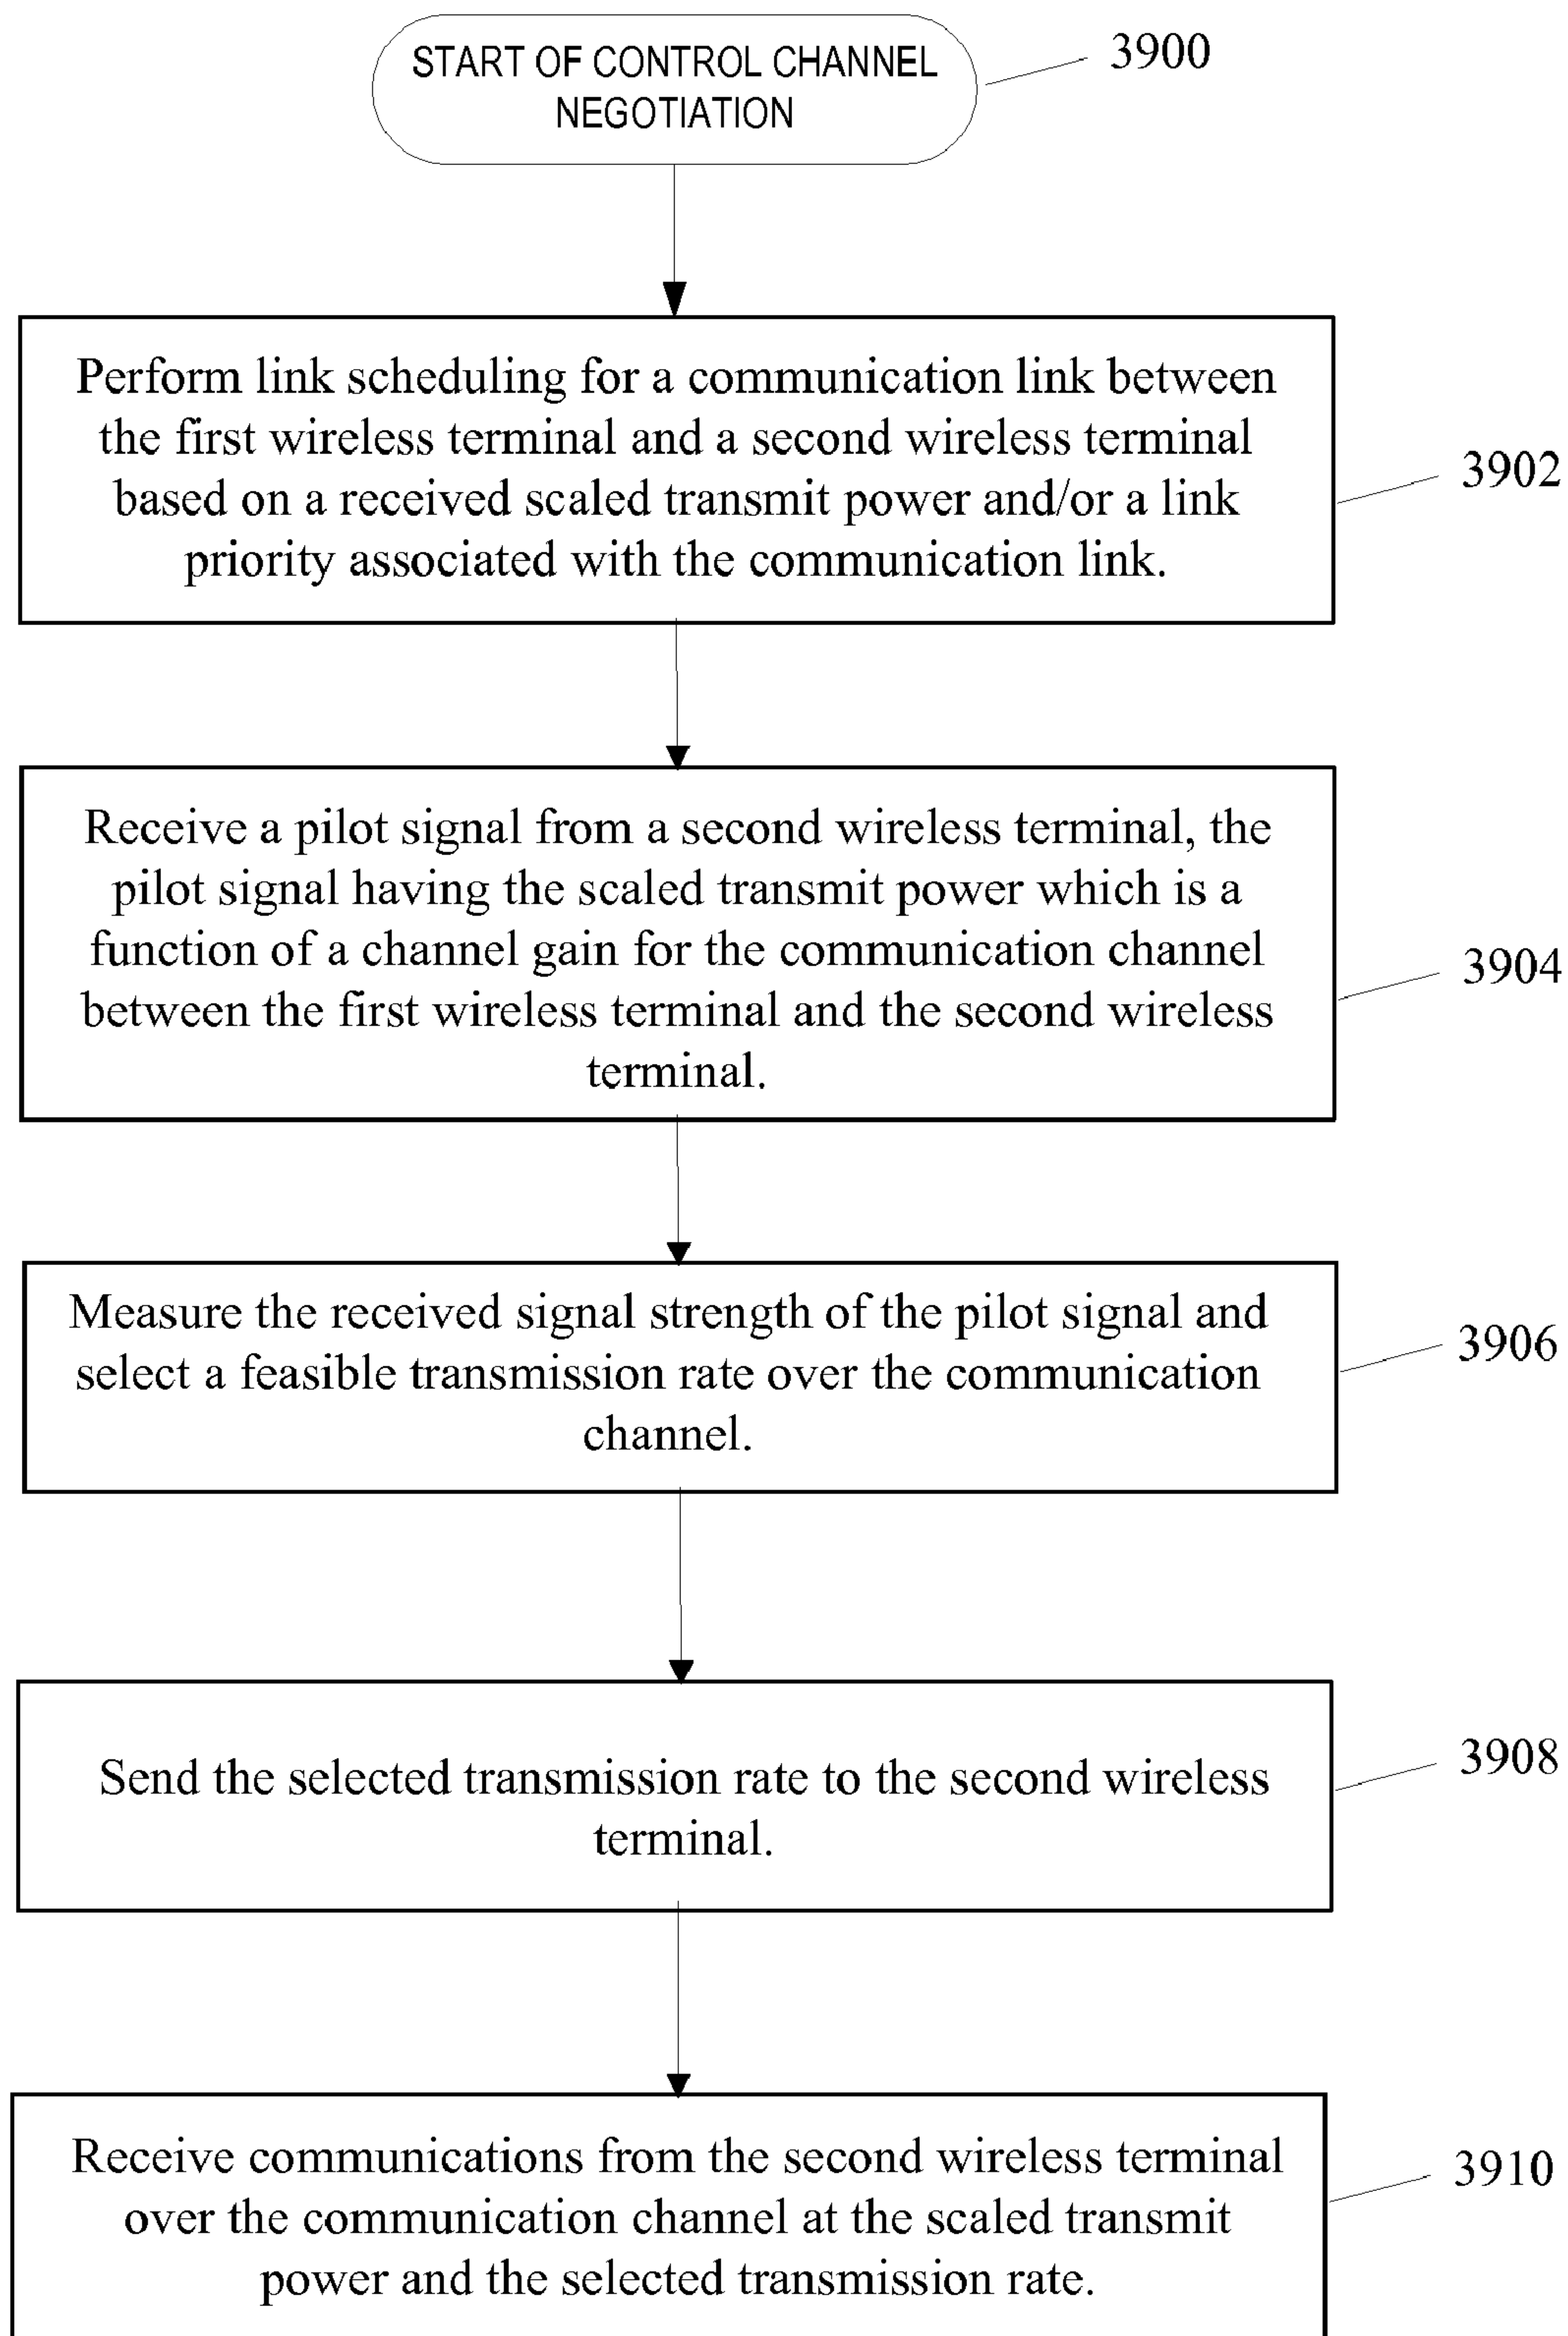 START OF CONTROL CHANNEL
NEGOTIATION
3900
Perform link scheduling for a communication link between
the first wireless terminal and a second wireless terminal
based on a received scaled transmit power and/or a link
priority associated with the communication link.
3902
Receive a pilot signal from a second wireless terminal, the
pilot signal having the scaled transmit power which is a
function of a channel gain for the communication channel
between the first wireless terminal and the second wireless
terminal.
3904
Measure the received signal strength of the pilot signal and
select a feasible transmission rate over the communication
channel.
3906
Send the selected transmission rate to the second wireless
terminal.
3908
Receive communications from the second wireless terminal
over the communication channel at the scaled transmit
power and the selected transmission rate.
3910